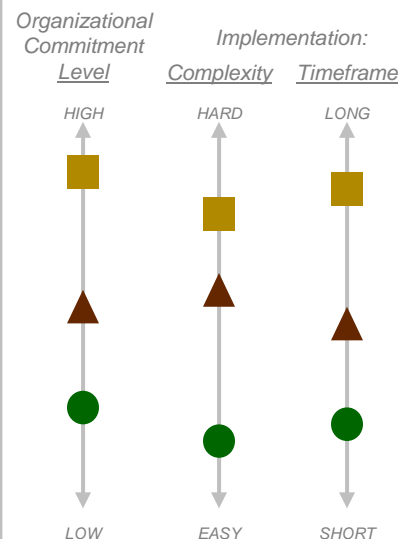 Organizational
Commitment
Level
Implementation:
Complexity Timeframe
HIGH HARD LONG
LOW EASY SHORT